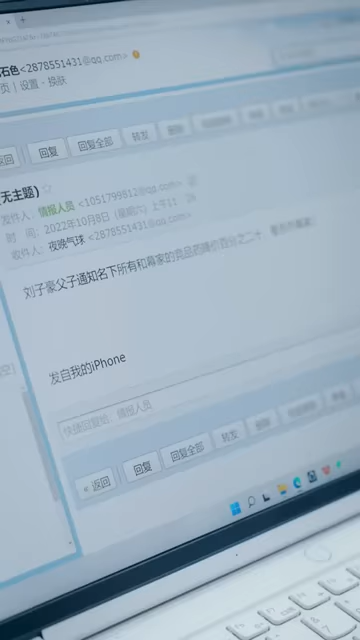 石色<2878551431@qq.com>
页 | 设置 - 换肤
返回 回复 回复全部 转发
(无主题)
发件人：情报人员 <1051799812@qq.com>
时 间：2022年10月8日（星期六）上午11
收件人：夜晚气球 <2878551431@qq.com>
刘子豪父子通知名下所有和幕家的竞品药降价百分之二十
发自我的iPhone
快捷回复给：情报人员
« 返回 回复 回复全部 转发